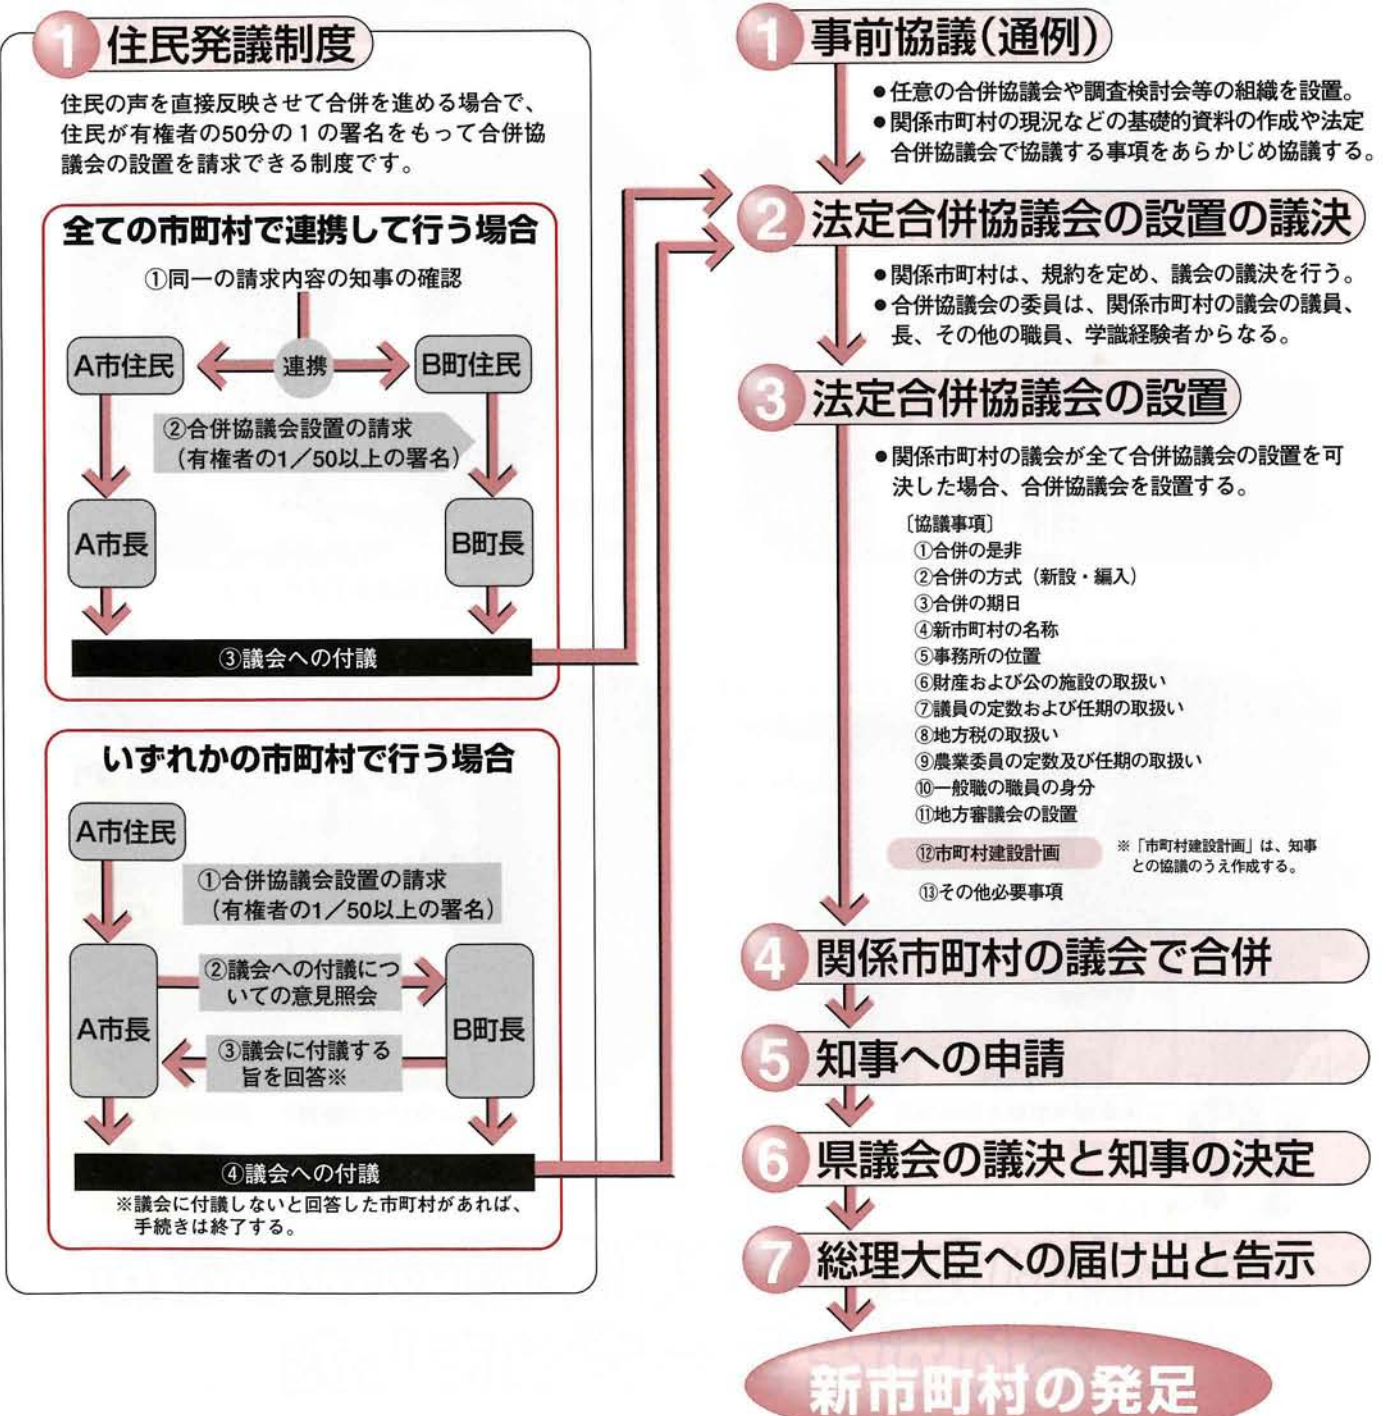 1 住民発議制度
住民の声を直接反映させて合併を進める場合で、
住民が有権者の50分の1の署名をもって合併協
議会の設置を請求できる制度です。
全ての市町村で連携して行う場合
①同一の請求内容の知事の確認
A市住民
連携
B町住民
②合併協議会設置の請求
(有権者の1/50以上の署名)
A市長
B町長
③議会への付議
いずれかの市町村で行う場合
A市住民
①合併協議会設置の請求
(有権者の1/50以上の署名)
②議会への付議につ
いての意見照会
A市長
B町長
③議会に付議する
旨を回答※
④議会への付議
※議会に付議しないと回答した市町村があれば、
手続きは終了する。
1 事前協議(通例)
●任意の合併協議会や調査検討会等の組織を設置。
●関係市町村の現況などの基礎的資料の作成や法定
合併協議会で協議する事項をあらかじめ協議する。
2 法定合併協議会の設置の議決
●関係市町村は、規約を定め、議会の議決を行う。
●合併協議会の委員は、関係市町村の議会の議員、
長、その他の職員、学識経験者からなる。
3 法定合併協議会の設置
●関係市町村の議会が全て合併協議会の設置を可
決した場合、合併協議会を設置する。
〔協議事項〕
①合併の是非
②合併の方式(新設・編入)
③合併の期日
④新市町村の名称
⑤事務所の位置
⑥財産および公の施設の取扱い
⑦議員の定数および任期の取扱い
⑧地方税の取扱い
⑨農業委員の定数及び任期の取扱い
⑩一般職の職員の身分
⑪地方審議会の設置
⑫市町村建設計画
※「市町村建設計画」は、知事
との協議のうえ作成する。
⑬その他必要事項
4 関係市町村の議会で合併
5 知事への申請
6 県議会の議決と知事の決定
7 総理大臣への届け出と告示
新市町村の発足